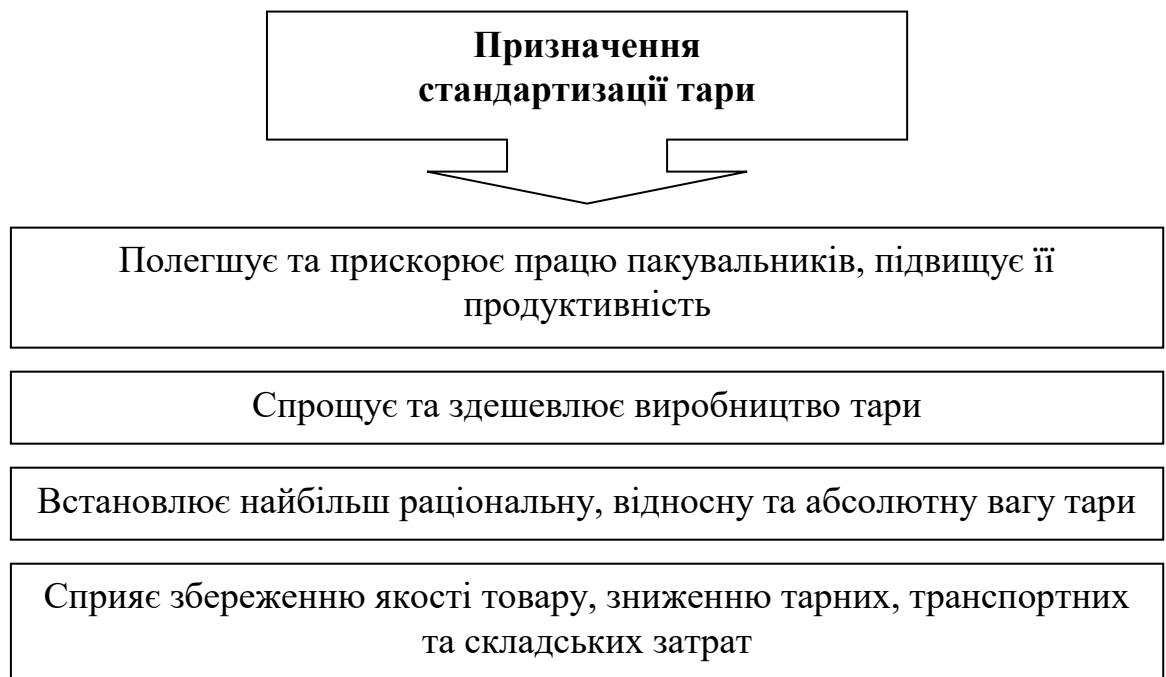 Призначення
стандартизації тари
Полегшує та прискорює працю пакувальників, підвищує її
продуктивність
Спрощує та здешевлює виробництво тари
Встановлює найбільш раціональну, відносну та абсолютну вагу тари
Сприяє збереженню якості товару, зниженню тарних, транспортних
та складських затрат